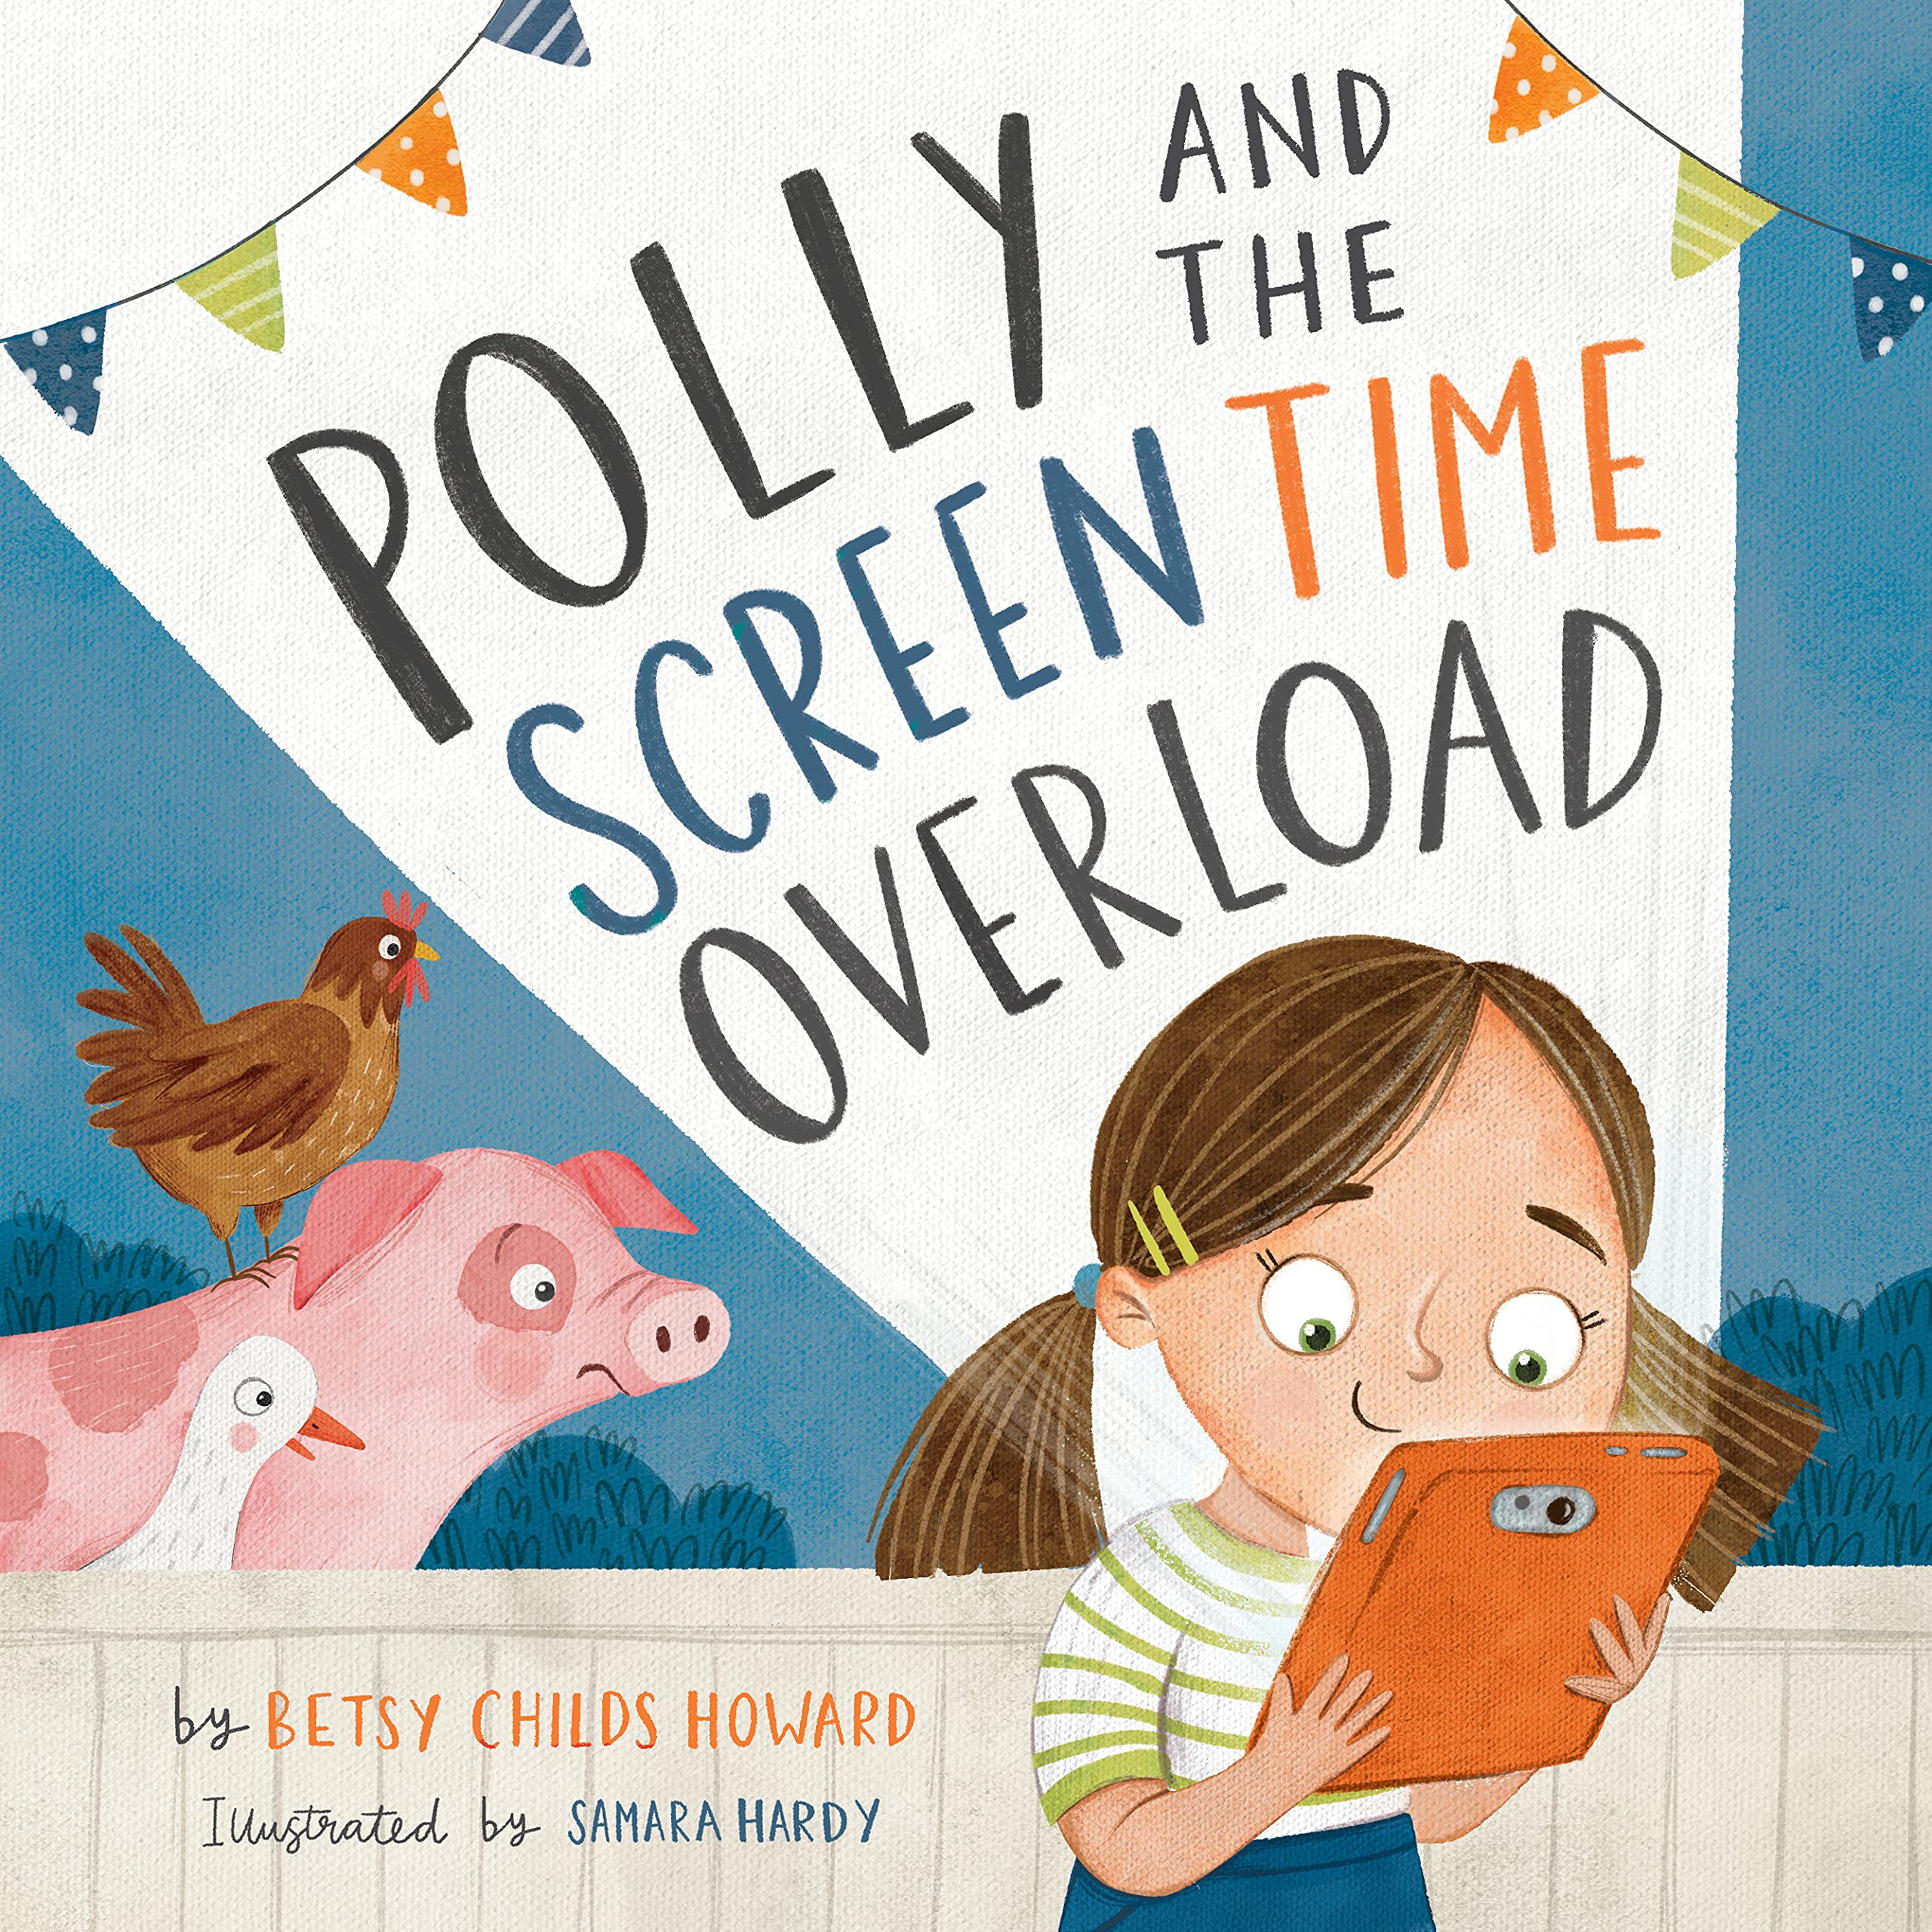 POLLY
AND
THE
SCREEN TIME
OVERLOAD
by BETSY CHILDS HOWARD
Illustrated by SAMARA HARDY